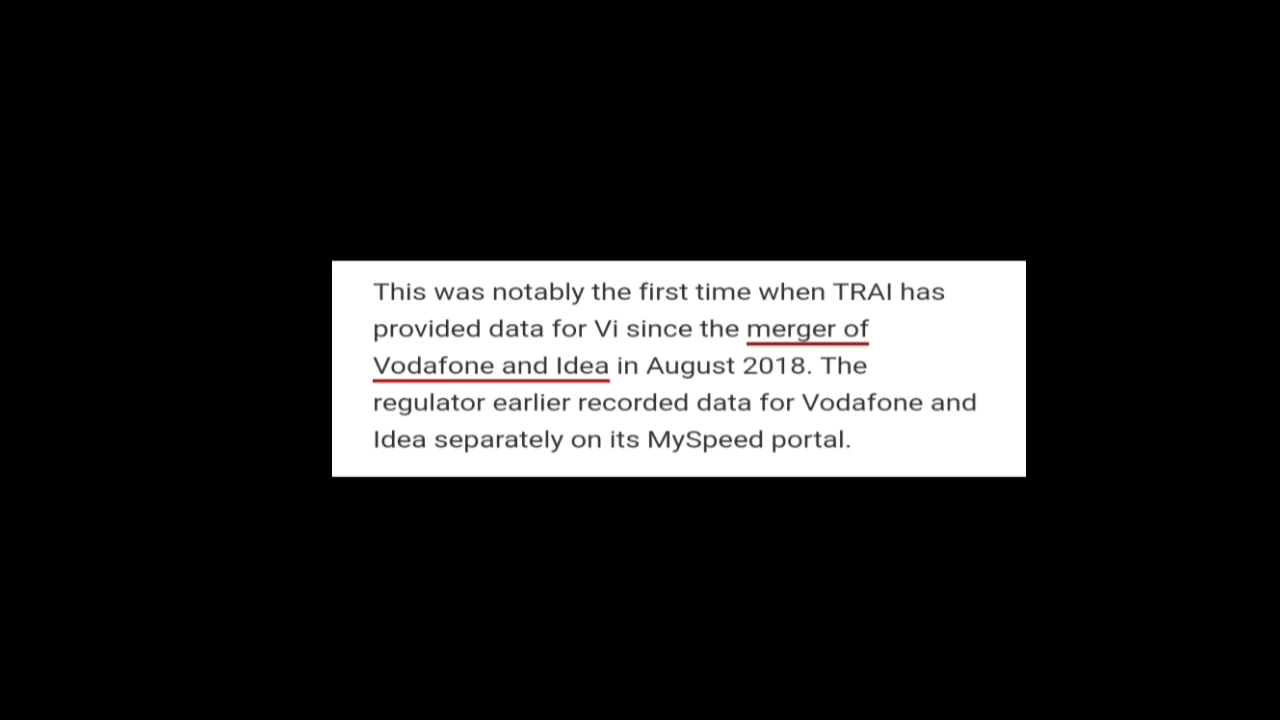 This was notably the first time when TRAI has
provided data for Vi since the merger of
Vodafone and Idea in August 2018. The
regulator earlier recorded data for Vodafone and
Idea separately on its MySpeed portal.